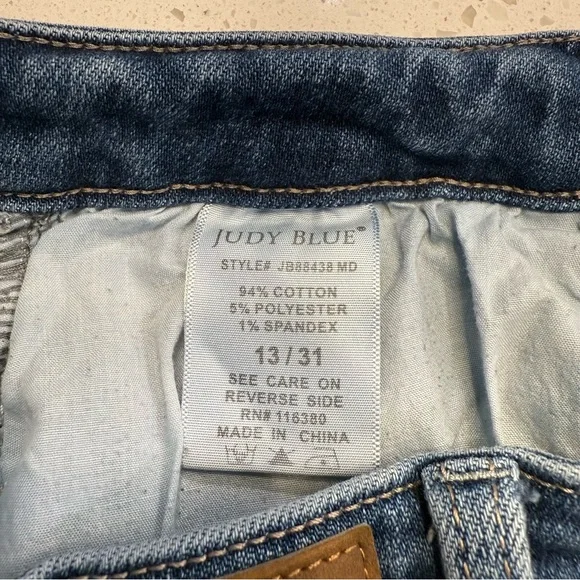 JUDY BLUE®
STYLE# JB88438 MD
94% COTTON
5% POLYESTER
1% SPANDEX
13 / 31
SEE CARE ON
REVERSE SIDE
RN# 116380
MADE IN CHINA